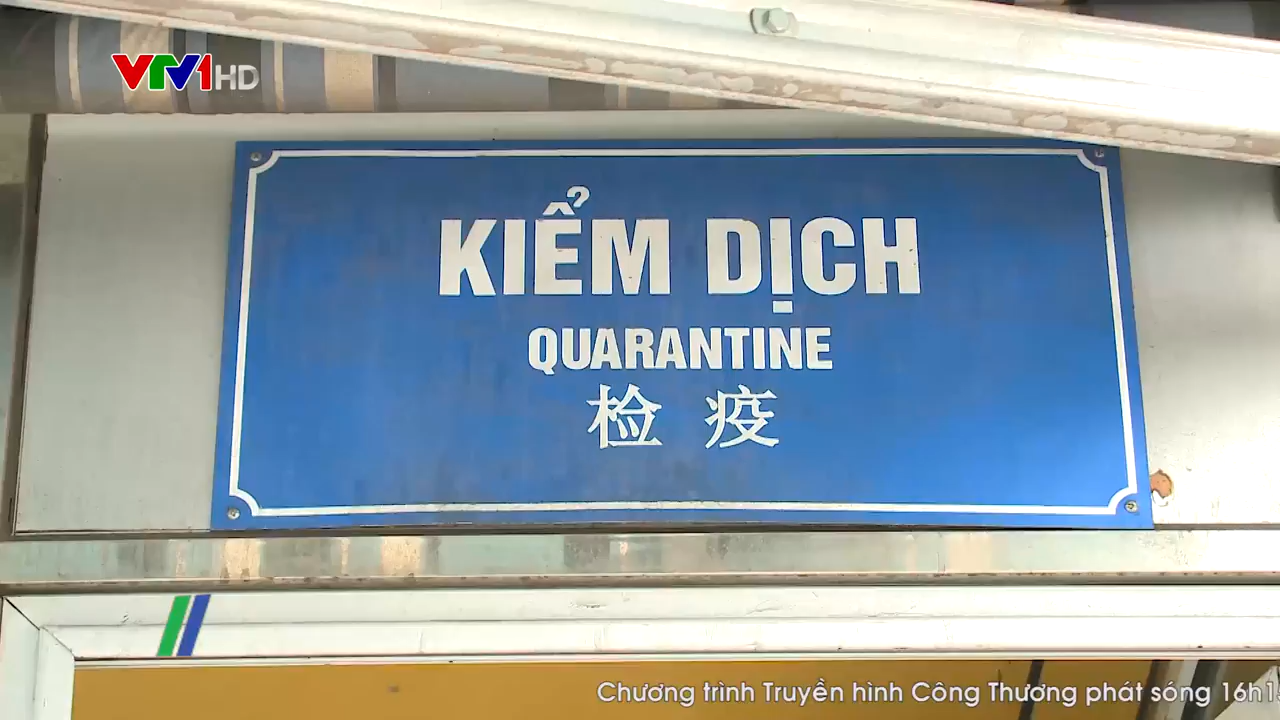 VTV1 HD
KIỂM DỊCH
QUARANTINE
检 疫
Chương trình Truyền hình Công Thương phát sóng 16h1